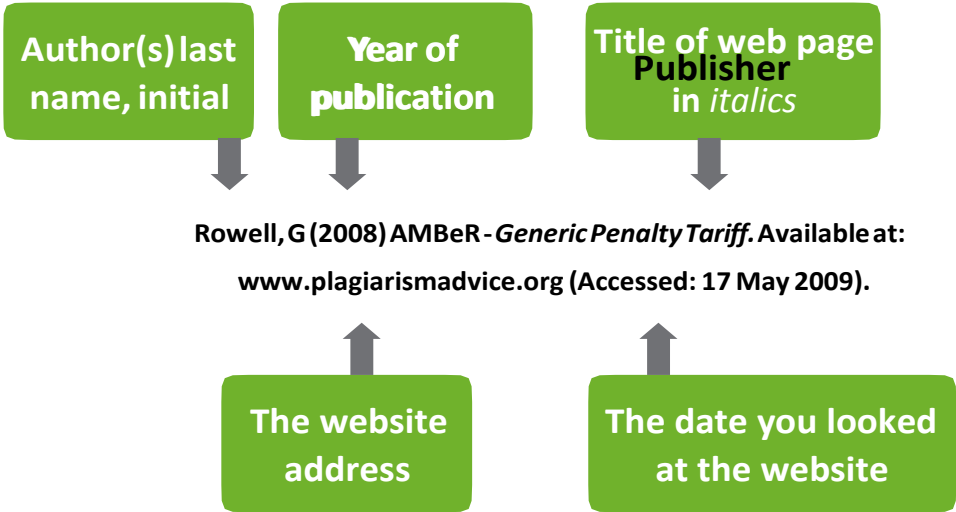 Author(s) last
name, initial
Year of
publication
Title of web page
Publisher
in italics
Rowell, G (2008) AMBeR - Generic Penalty Tariff. Available at:
www.plagiarismadvice.org (Accessed: 17 May 2009).
The website
address
The date you looked
at the website